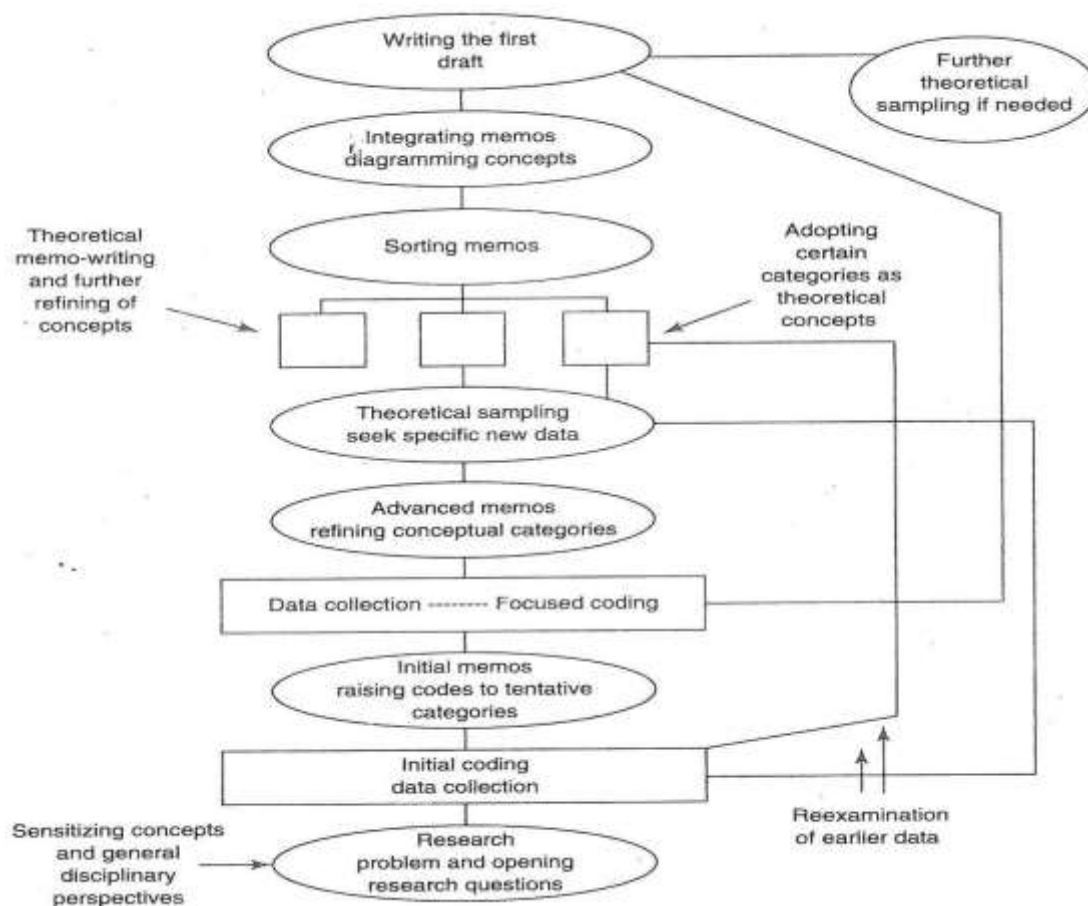 Writing the first
draft
Further
theoretical
sampling if needed
Integrating memos
diagramming concepts
Sorting memos
Theoretical
memo-writing
and further
refining of
concepts
Adopting
certain
categories as
theoretical
concepts
Theoretical sampling
seek specific new data
Advanced memos
refining conceptual categories
Data collection -------- Focused coding
Initial memos
raising codes to tentative
categories
Initial coding
data collection
Reexamination
of earlier data
Sensitizing concepts
and general
disciplinary
perspectives
Research
problem and opening
research questions